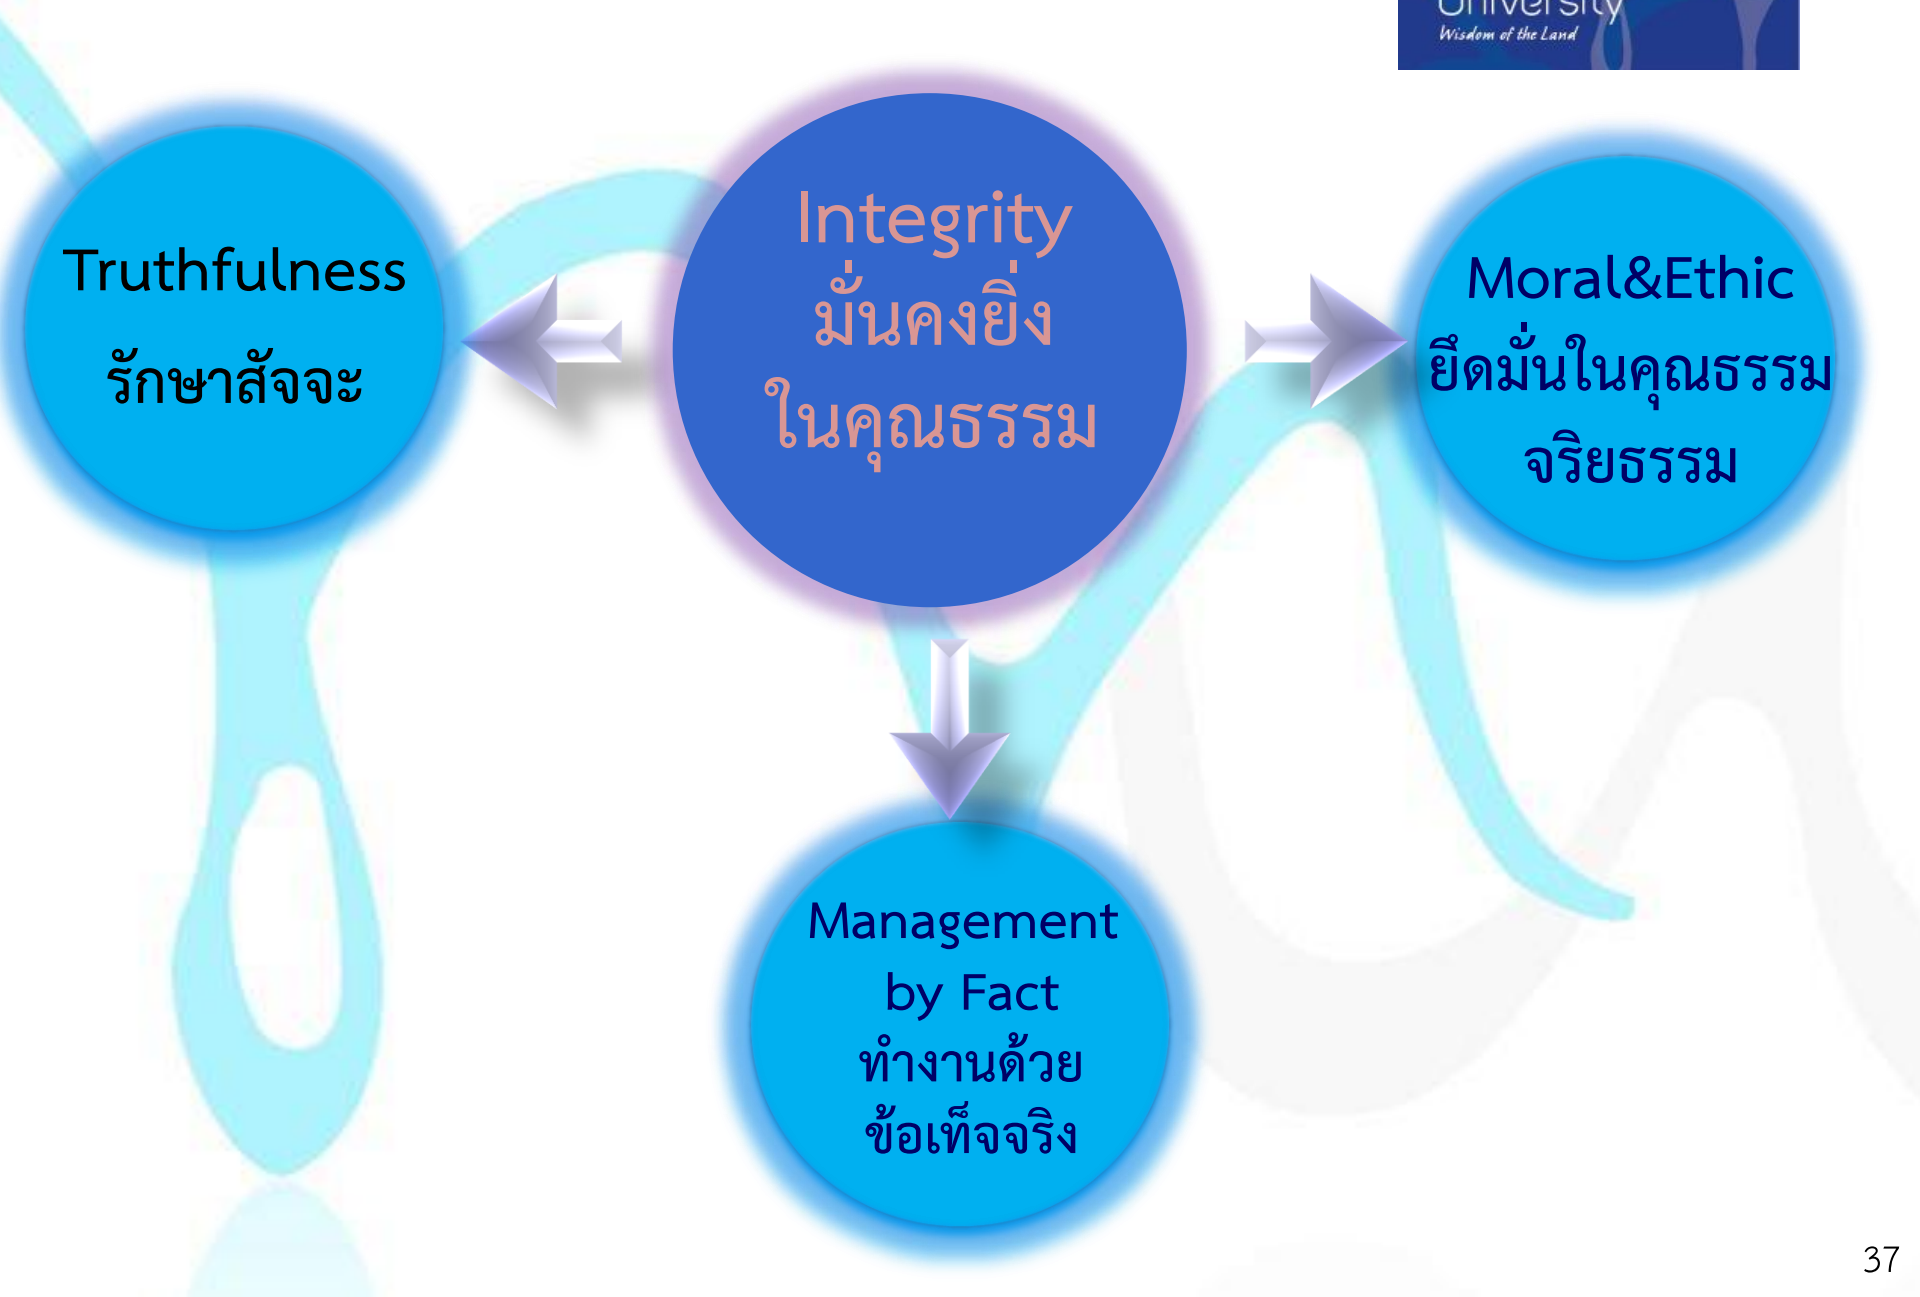 University
Wisdom of the Land
Integrity
มั่นคงยิ่ง
ในคุณธรรม
Truthfulness
รักษาสัจจะ
Moral&Ethic
ยึดมั่นในคุณธรรม
จริยธรรม
Management
by Fact
ทำงานด้วย
ข้อเท็จจริง
37